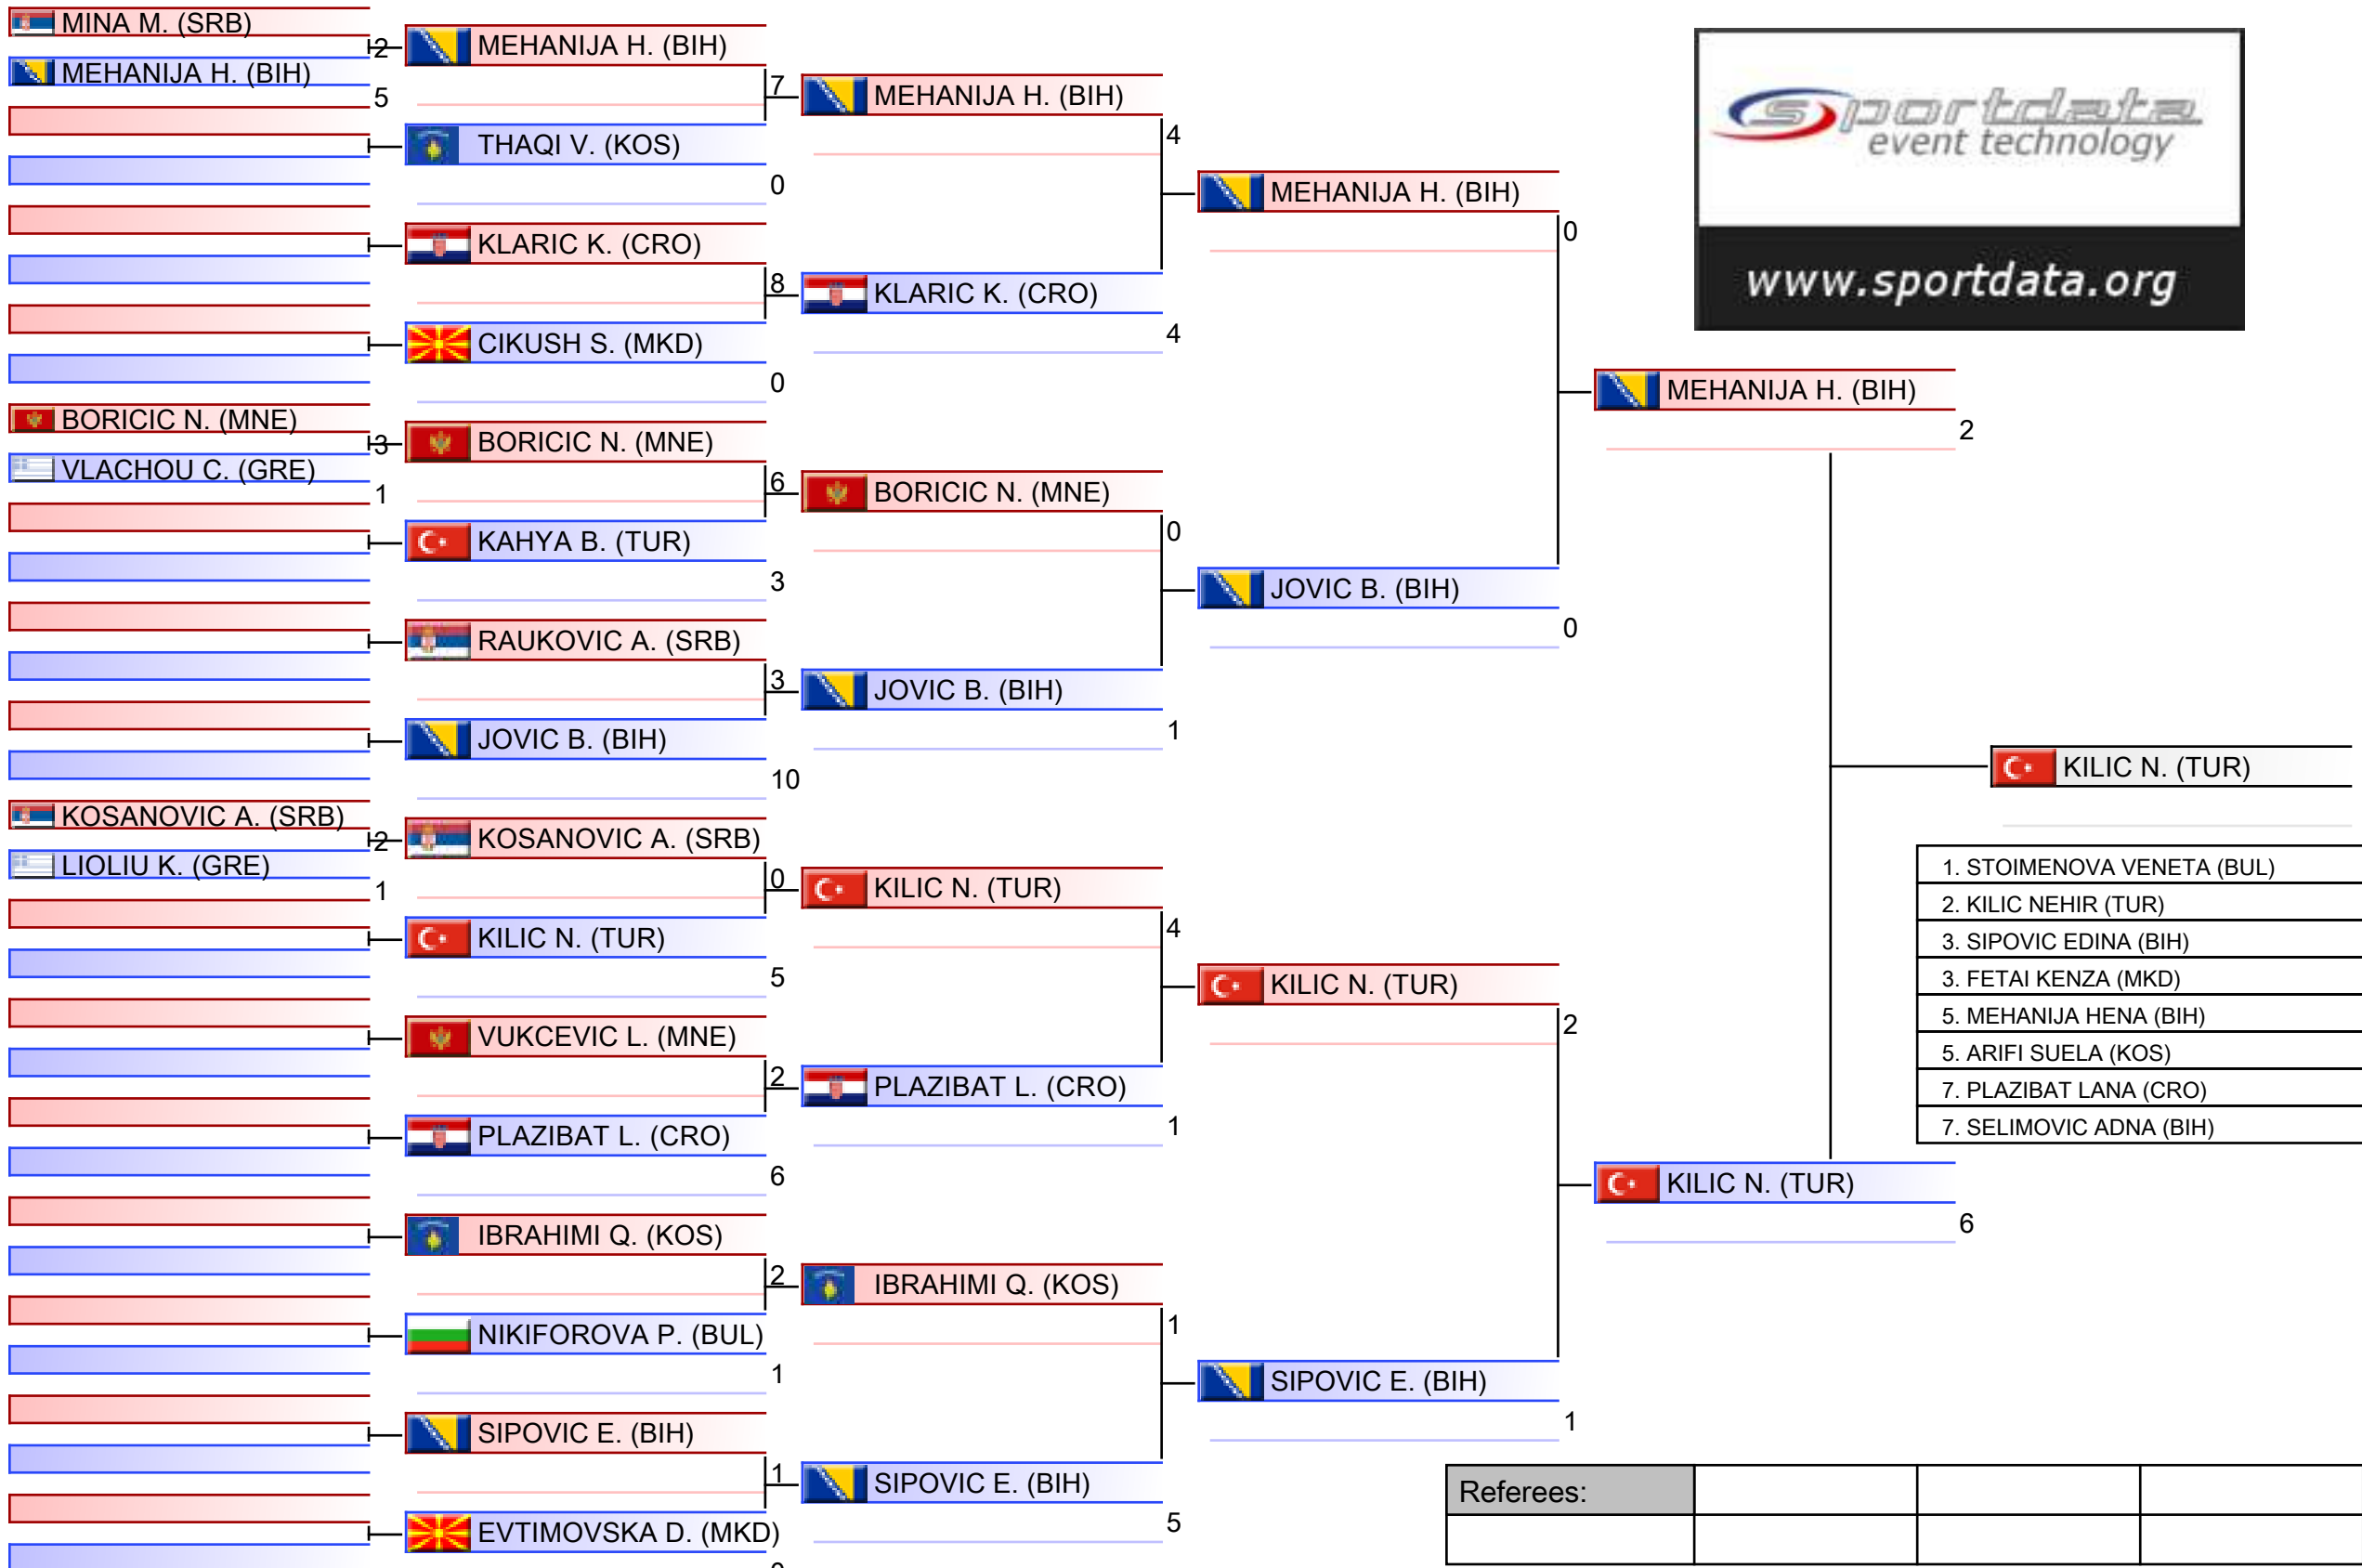 MINA M. (SRB)
2
MEHANIJA H. (BIH)
5
BORICIC N. (MNE)
3
VLACHOU C. (GRE)
1
KOSANOVIC A. (SRB)
2
LIOLIU K. (GRE)
1
MEHANIJA H. (BIH)
7
THAQI V. (KOS)
0
KLARIC K. (CRO)
8
CIKUSH S. (MKD)
0
BORICIC N. (MNE)
6
KAHYA B. (TUR)
3
RAUKOVIC A. (SRB)
3
JOVIC B. (BIH)
10
KOSANOVIC A. (SRB)
0
KILIC N. (TUR)
5
VUKCEVIC L. (MNE)
2
PLAZIBAT L. (CRO)
6
IBRAHIMI Q. (KOS)
2
NIKIFOROVA P. (BUL)
1
SIPOVIC E. (BIH)
1
EVTIMOVSKA D. (MKD)
MEHANIJA H. (BIH)
4
KLARIC K. (CRO)
4
BORICIC N. (MNE)
0
JOVIC B. (BIH)
1
KILIC N. (TUR)
4
PLAZIBAT L. (CRO)
1
IBRAHIMI Q. (KOS)
1
SIPOVIC E. (BIH)
5
MEHANIJA H. (BIH)
0
JOVIC B. (BIH)
0
KILIC N. (TUR)
2
SIPOVIC E. (BIH)
1
MEHANIJA H. (BIH)
2
KILIC N. (TUR)
6
KILIC N. (TUR)
sportdata
event technology
www.sportdata.org
1. STOIMENOVA VENETA (BUL)
2. KILIC NEHIR (TUR)
3. SIPOVIC EDINA (BIH)
3. FETAI KENZA (MKD)
5. MEHANIJA HENA (BIH)
5. ARIFI SUELA (KOS)
7. PLAZIBAT LANA (CRO)
7. SELIMOVIC ADNA (BIH)
Referees: